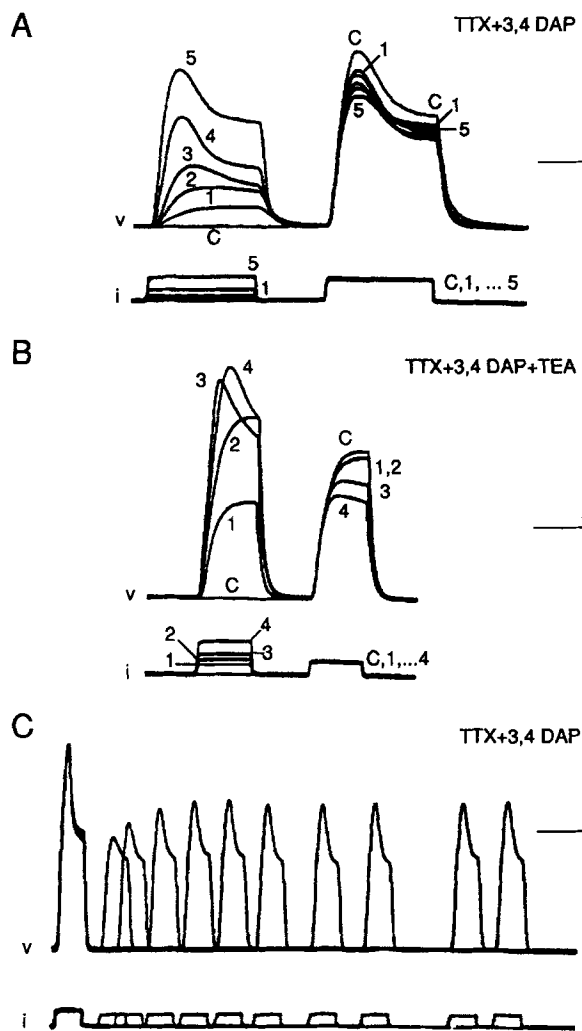 A
TTX+3,4 DAP
C
1
5
4
3
2
1
C
5
C,1
5
v
i
5
1
C,1, ... 5
B
TTX+3,4 DAP+TEA
3
4
2
1
C
C
1,2
3
4
v
i
2
1
4
3
C,1,...4
C
TTX+3,4 DAP
v
i